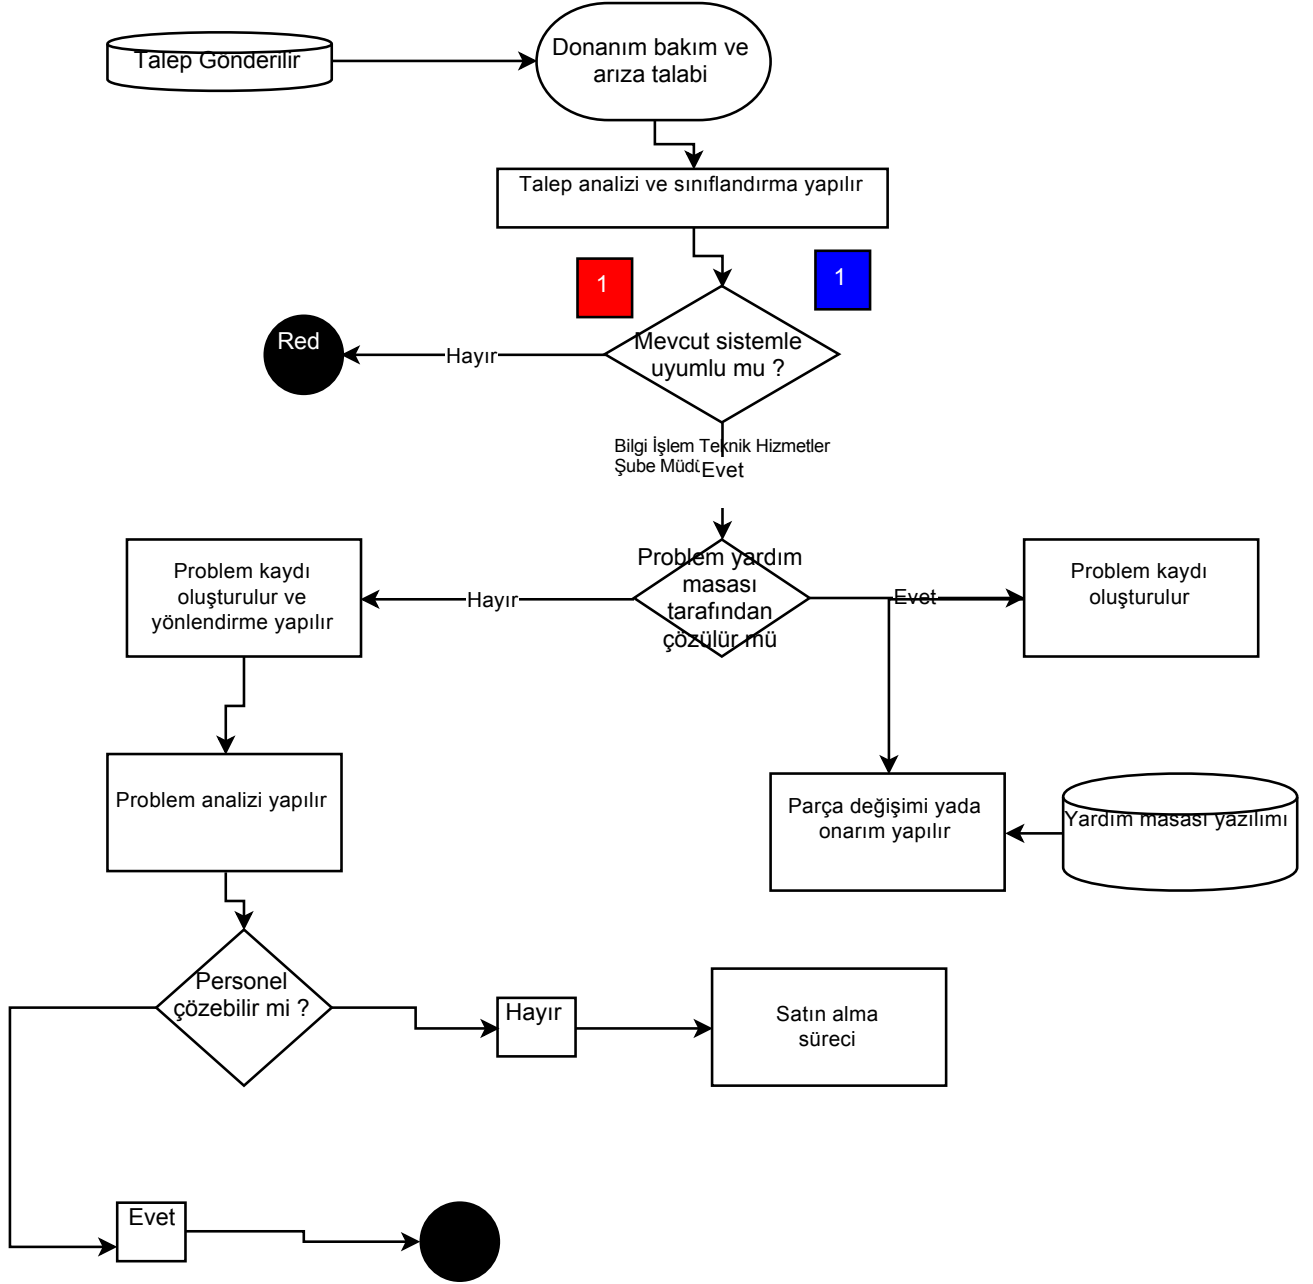 Talep Gönderilir
Donanım bakım ve
arıza talabi
Talep analizi ve sınıflandırma yapılır
1
1
Red
Hayır
Mevcut sistemle
uyumlu mu ?
Bilgi İşlem Teknik Hizmetler
Şube
Evet
Problem kaydı
oluşturulur ve
yönlendirme yapılır
Hayır
Problem yardım
masası
tarafından
çözülür mü
Evet
Problem kaydı
oluşturulur
Problem analizi yapılır
Parça değişimi yada
onarım yapılır
Yardım masası yazılımı
Personel
çözebilir mi ?
Hayır
Satın alma
süreci
Evet